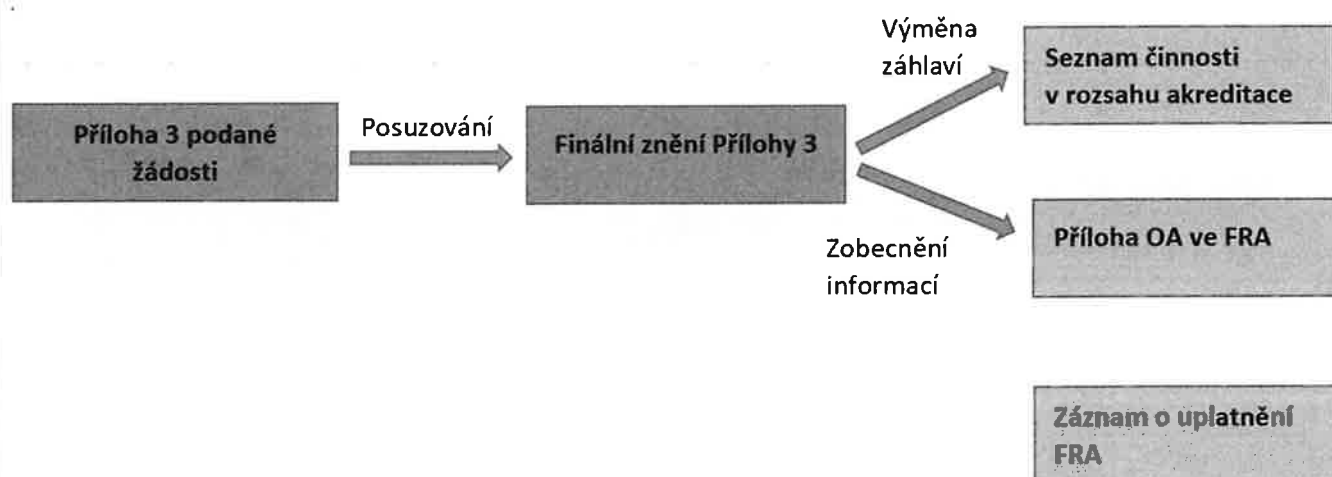 Příloha 3 podané
žádosti
Posuzování
Finální znění Přílohy 3
Výměna
záhlaví
Seznam činnosti
v rozsahu akreditace
Zobecnění
informací
Příloha OA ve FRA
Záznam o uplatnění
FRA